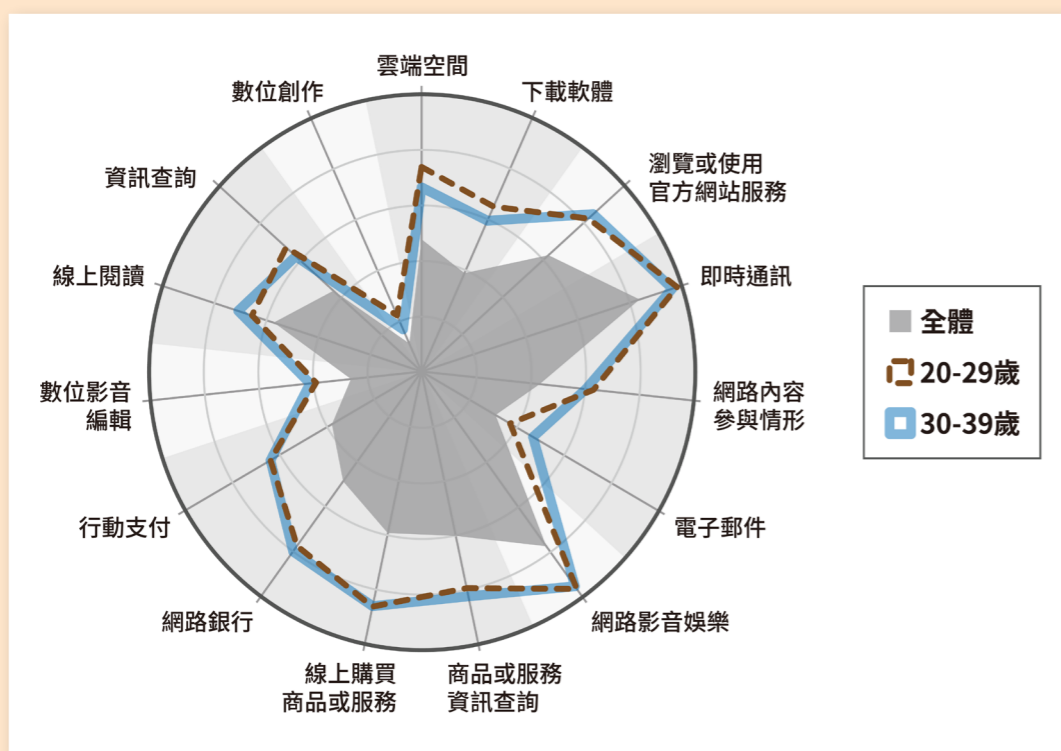 雲端空間
下載軟體
瀏覽或使用
官方網站服務
即時通訊
網路內容
參與情形
電子郵件
網路影音娛樂
商品或服務
資訊查詢
線上購買
商品或服務
網路銀行
行動支付
數位影音
編輯
線上閱讀
資訊查詢
數位創作
全體
20-29歲
30-39歲